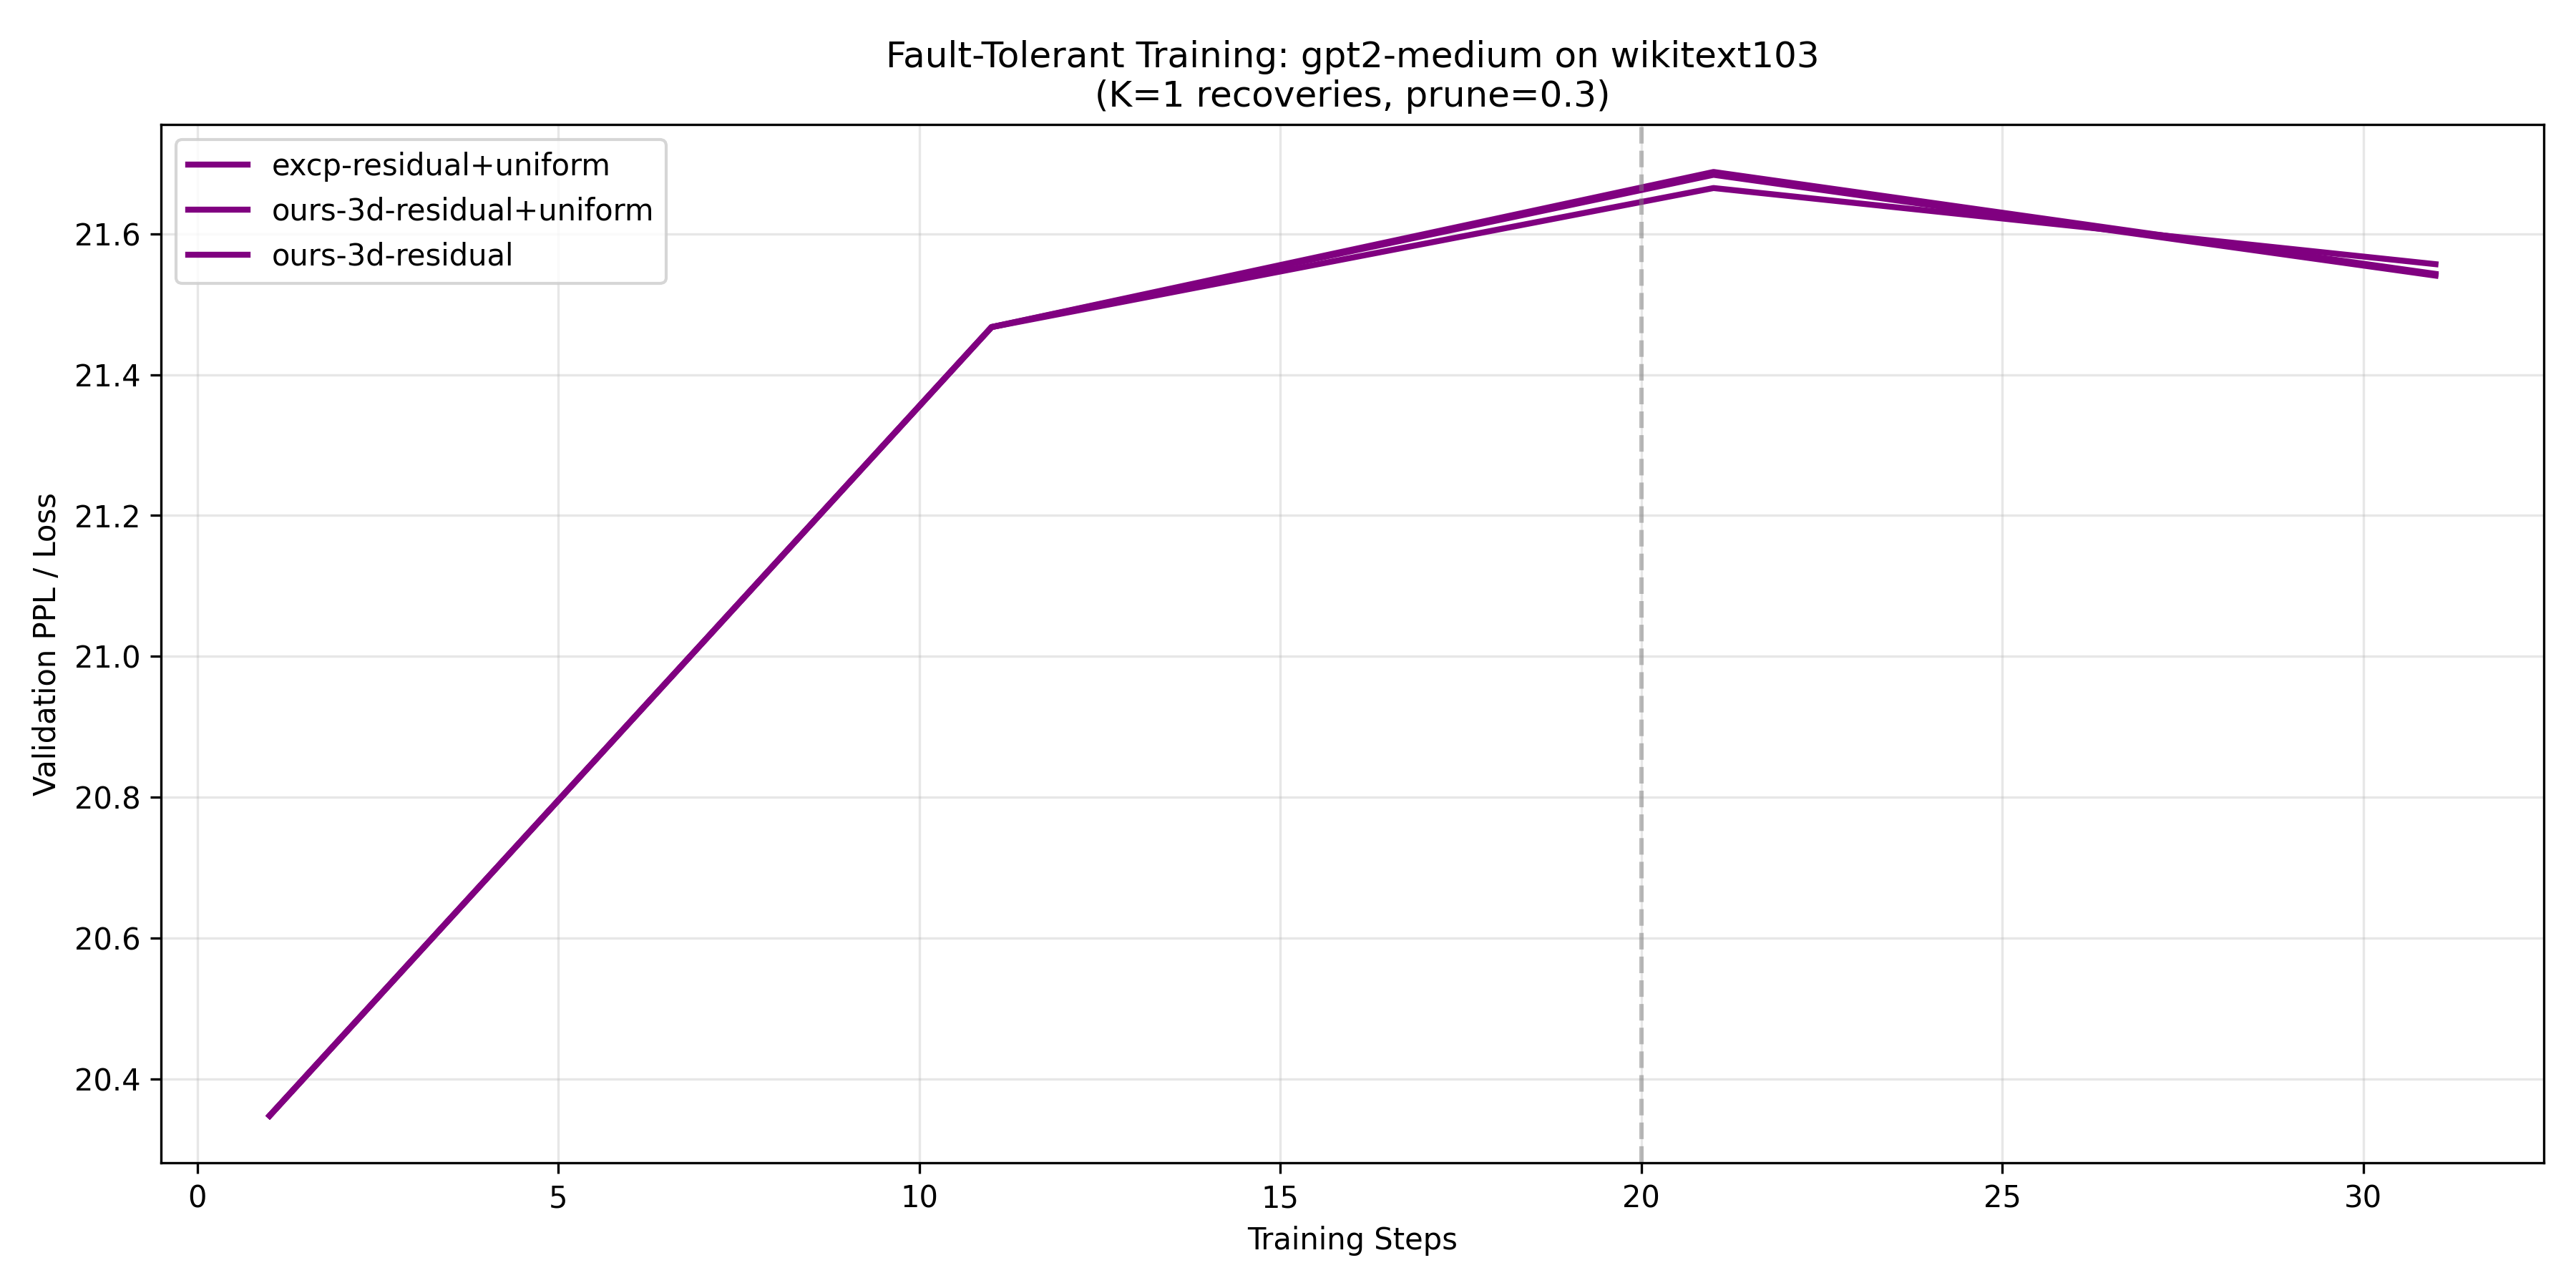 Fault-Tolerant Training: gpt2-medium on wikitext103
(K=1 recoveries, prune=0.3)
excp-residual+uniform
ours-3d-residual+uniform
ours-3d-residual
Validation PPL / Loss
21.6
21.4
21.2
21.0
20.8
20.6
20.4
0 5 10 15 20 25 30
Training Steps